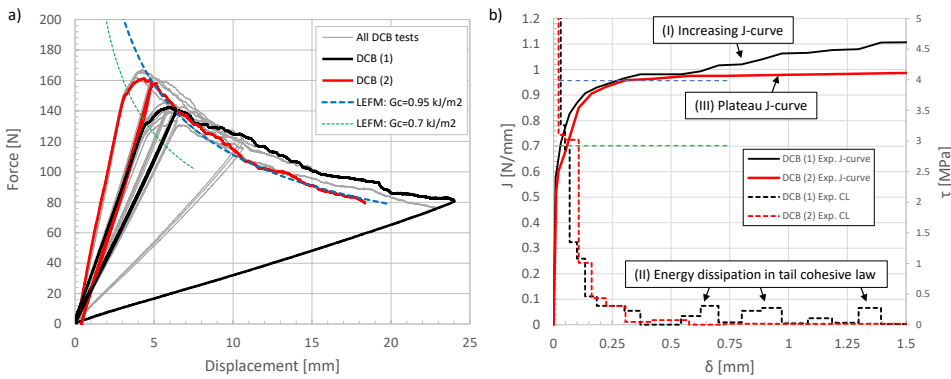 a)
200
180
160
140
120
100
80
60
40
20
0
Force [N]
0
5
10
15
20
25
Displacement [mm]
All DCB tests
DCB (1)
DCB (2)
LEFM: Gc=0.95 kJ/m2
LEFM: Gc=0.7 kJ/m2
b)
1.2
1.1
1
0.9
0.8
0.7
0.6
0.5
0.4
0.3
0.2
0.1
0
J [N/mm]
0
0.25
0.5
0.75
1
1.25
1.5
δ [mm]
5
4.5
4
3.5
3
2.5
2
1.5
1
0.5
0
τ [MPa]
(I) Increasing J-curve
(III) Plateau J-curve
DCB (1) Exp. J-curve
DCB (2) Exp. J-curve
DCB (1) Exp. CL
DCB (2) Exp. CL
(II) Energy dissipation in tail cohesive law